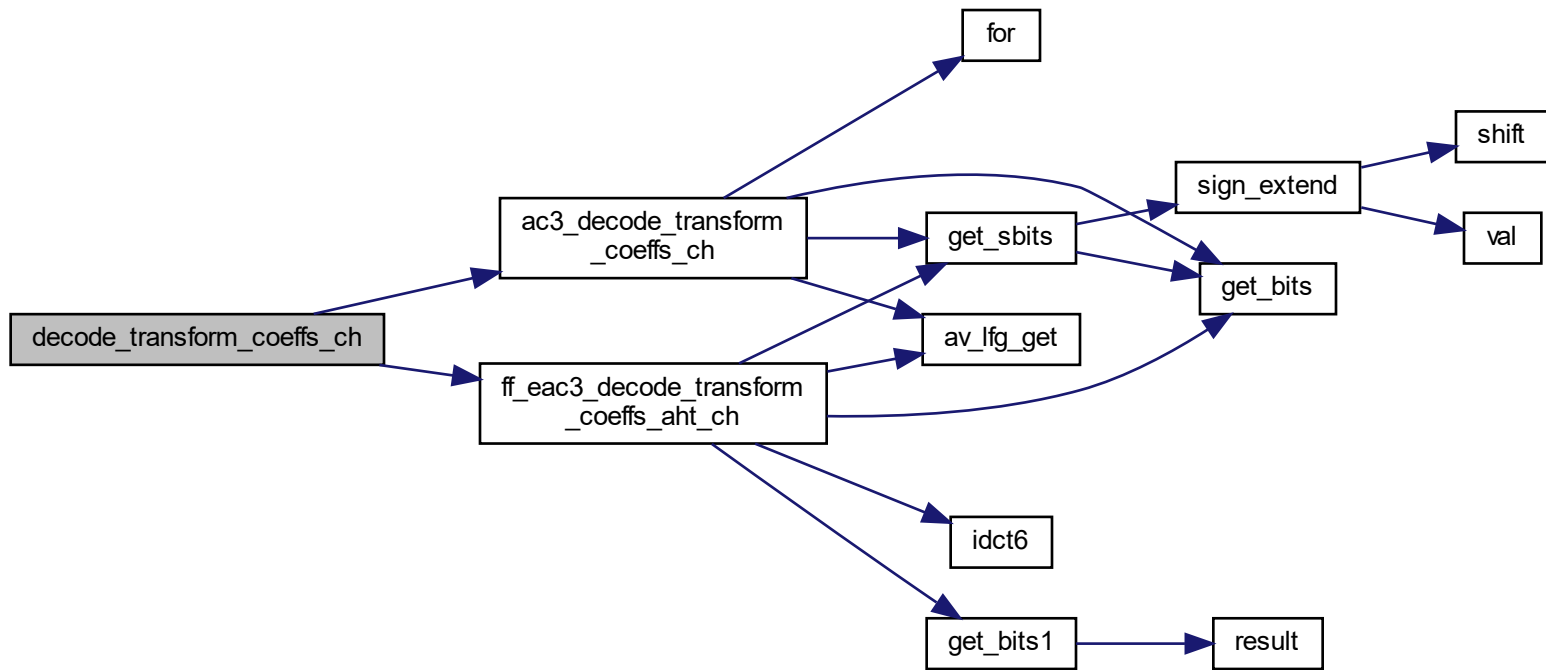 for
shift
sign_extend
val
ac3_decode_transform
_coeffs_ch
get_sbits
get_bits
decode_transform_coeffs_ch
av_lfg_get
ff_eac3_decode_transform
_coeffs_aht_ch
idct6
get_bits1
result